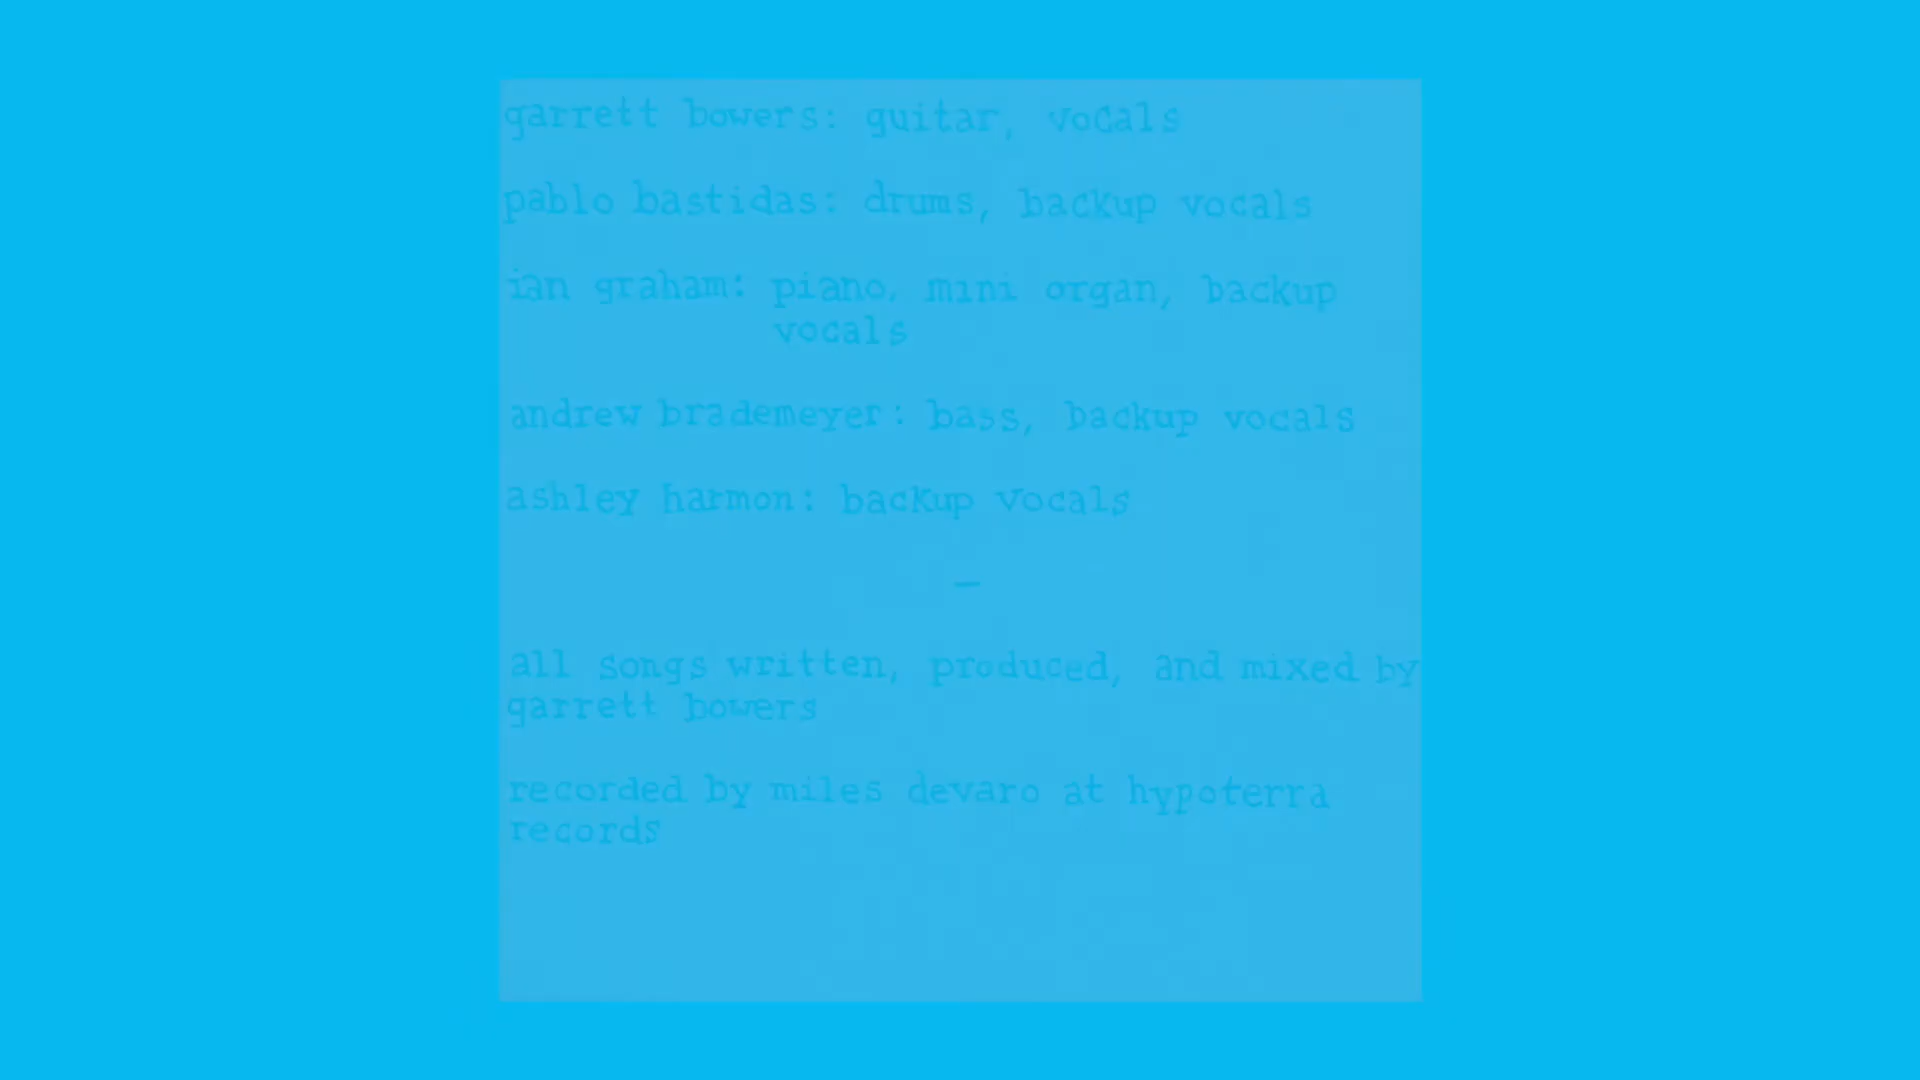 garrett bowers: guitar, vocals
pablo bastidas: drums, backup vocals
ian graham: piano, mini organ, backup
vocals
andrew brademeyer: bass, backup vocals
ashley harmon: backup vocals
—
all songs written, produced, and mixed by
garrett bowers
recorded by miles devaro at hypoterra
records